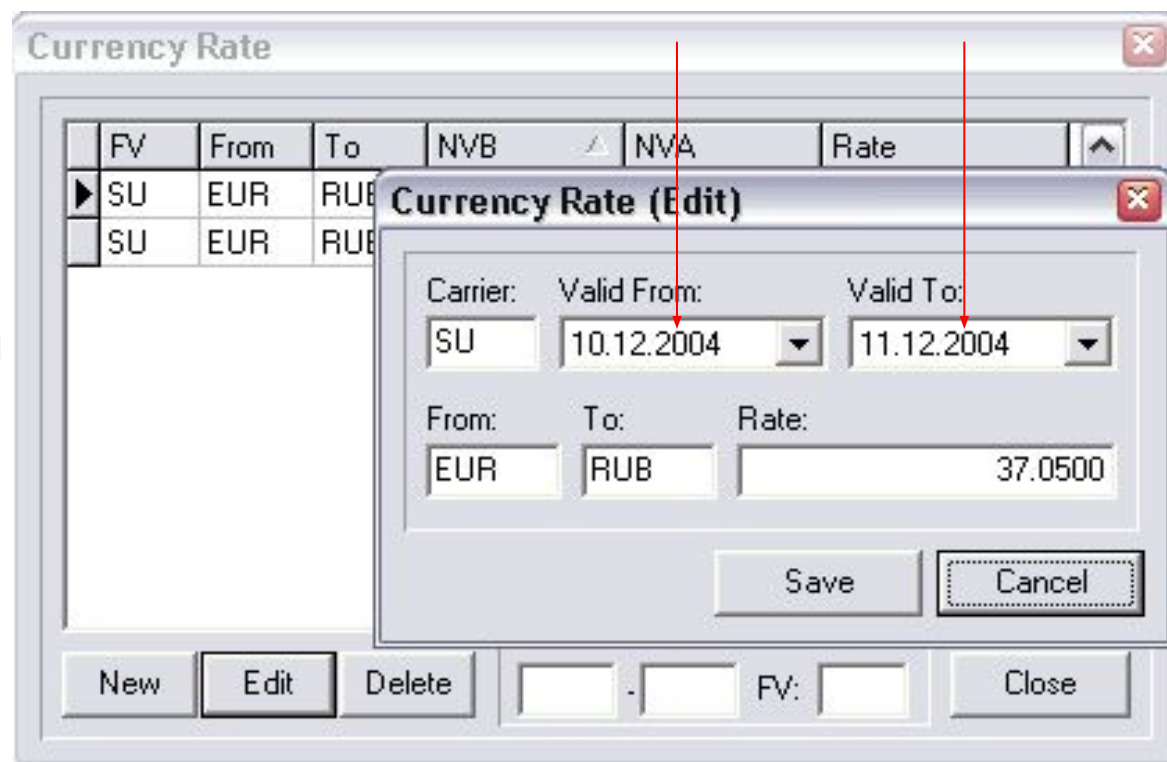 Currency Rate
FV From To NVB NVA Rate
SU EUR RUB
SU EUR RUB
Currency Rate (Edit)
Carrier: Valid From: Valid To:
SU 10.12.2004 11.12.2004
From: To: Rate:
EUR RUB 37.0500
Save Cancel
New Edit Delete - FV: Close